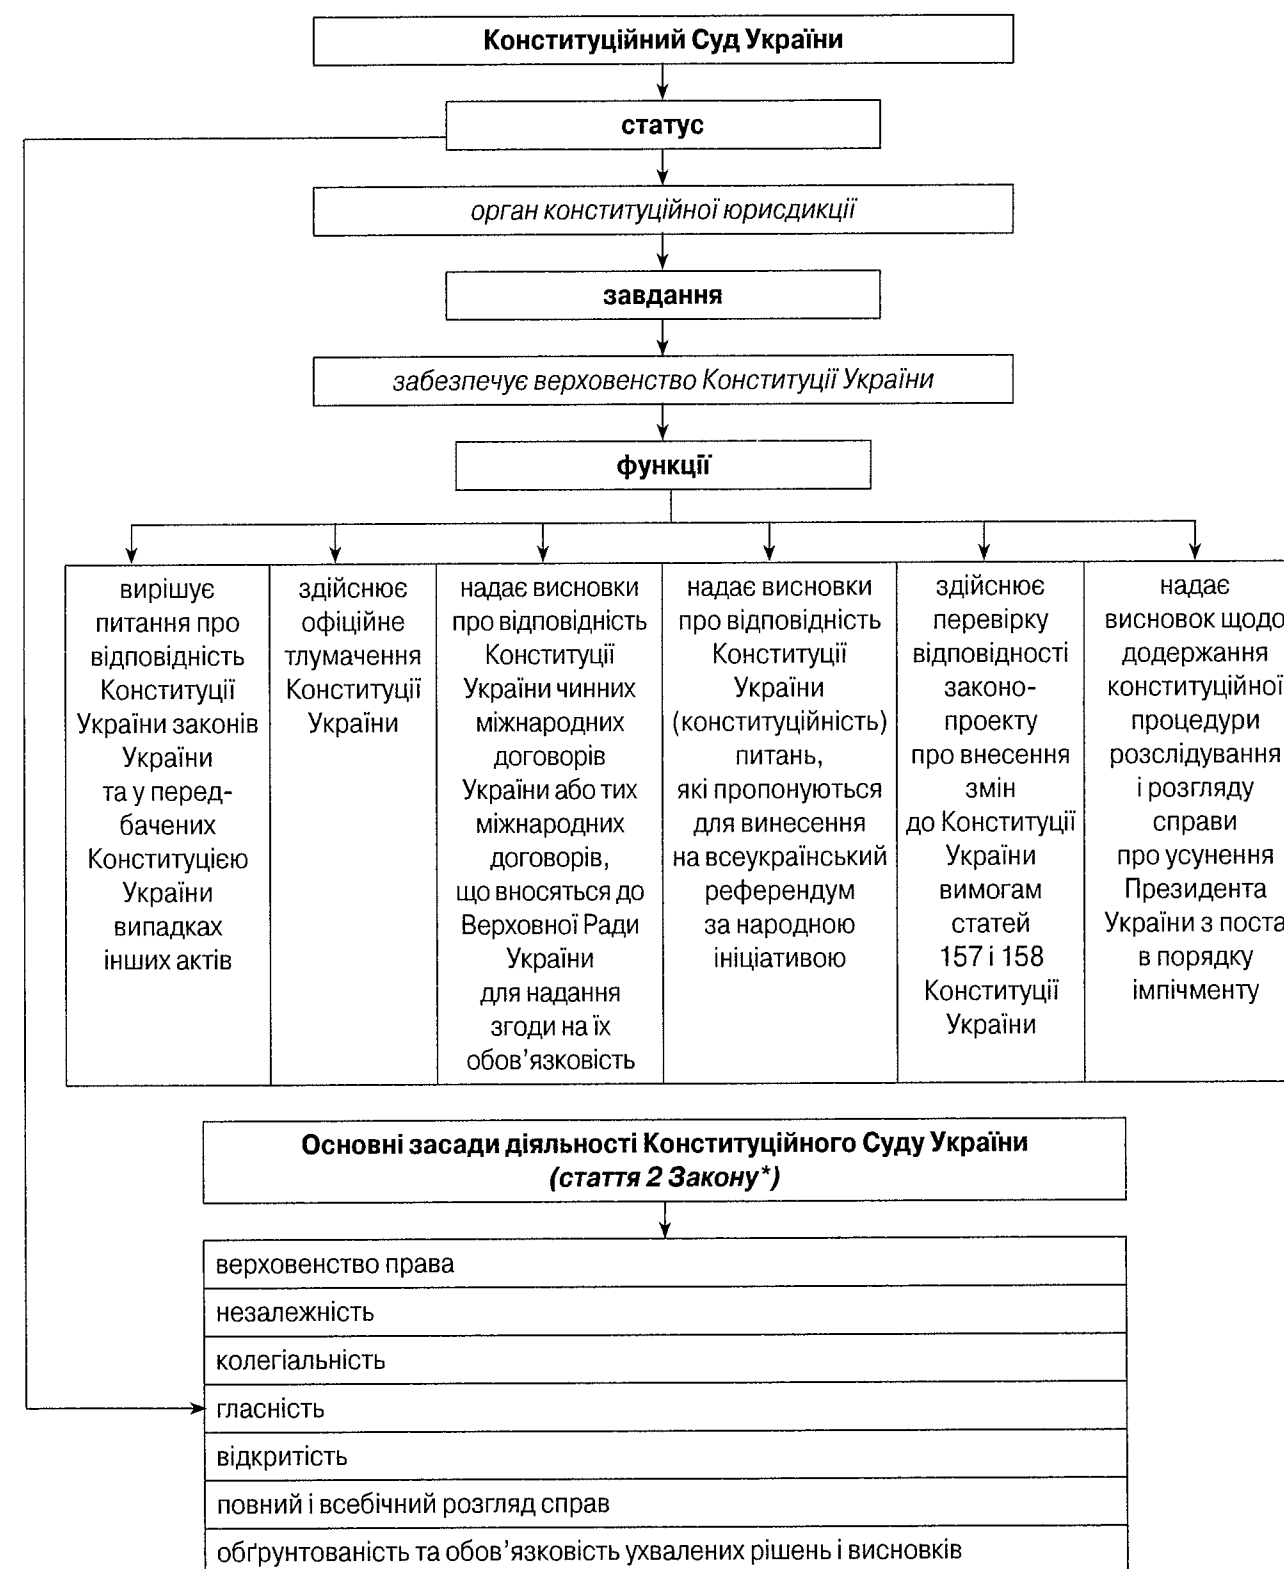 Конституційний Суд України
статус
орган конституційної юрисдикції
завдання
забезпечує верховенство Конституції України
функції
вирішує
питання про
відповідність
Конституції
України законів
України
та у перед-
бачених
Конституцією
України
випадках
інших актів
здійснює
офіційне
тлумачення
Конституції
України
надає висновки
про відповідність
Конституції
України чинних
міжнародних
договорів
України або тих
міжнародних
договорів,
що вносяться до
Верховної Ради
України
для надання
згоди на їх
обов’язковість
надає висновки
про відповідність
Конституції
України
(конституційність)
питань,
які пропонуються
для винесення
на всеукраїнський
референдум
за народною
ініціативою
здійснює
перевірку
відповідності
законо-
проекту
про внесення
змін
до Конституції
України
вимогам
статей
157 і 158
Конституції
України
надає
висновок щодо
додержання
конституційної
процедури
розслідування
і розгляду
справи
про усунення
Президента
України з поста
в порядку
імпічменту
Основні засади діяльності Конституційного Суду України
(стаття 2 Закону*)
верховенство права
незалежність
колегіальність
гласність
відкритість
повний і всебічний розгляд справ
обґрунтованість та обов’язковість ухвалених рішень і висновків